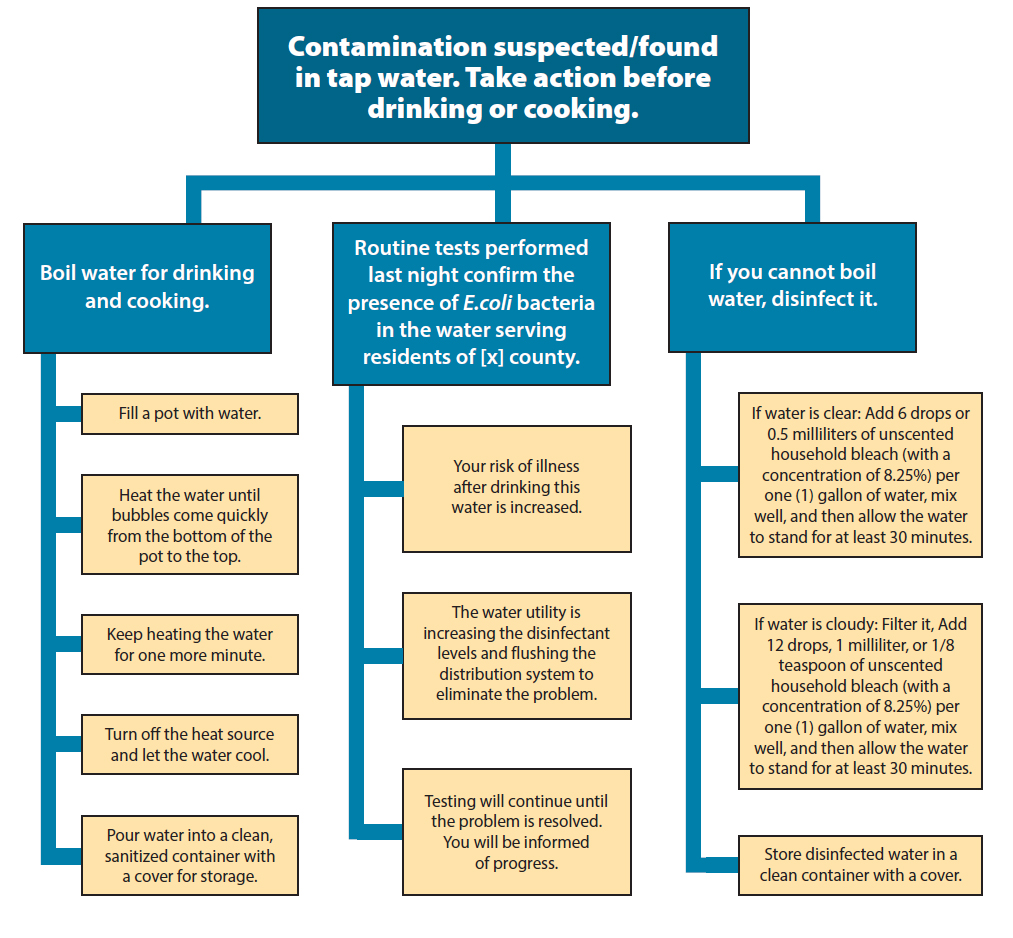 Contamination suspected/found
in tap water. Take action before
drinking or cooking.
Boil water for drinking
and cooking.
Fill a pot with water.
Heat the water until
bubbles come quickly
from the bottom of the
pot to the top.
Keep heating the water
for one more minute.
Turn off the heat source
and let the water cool.
Pour water into a clean,
sanitized container with
a cover for storage.
Routine tests performed
last night confirm the
presence of E.coli bacteria
in the water serving
residents of [x] county.
Your risk of illness
after drinking this
water is increased.
The water utility is
increasing the disinfectant
levels and flushing the
distribution system to
eliminate the problem.
Testing will continue until
the problem is resolved.
You will be informed
of progress.
If you cannot boil
water, disinfect it.
If water is clear: Add 6 drops or
0.5 milliliters of unscented
household bleach (with a
concentration of 8.25%) per
one (1) gallon of water, mix
well, and then allow the water
to stand for at least 30 minutes.
If water is cloudy: Filter it, Add
12 drops, 1 milliliter, or 1/8
teaspoon of unscented
household bleach (with a
concentration of 8.25%) per
one (1) gallon of water, mix
well, and then allow the water
to stand for at least 30 minutes.
Store disinfected water in a
clean container with a cover.